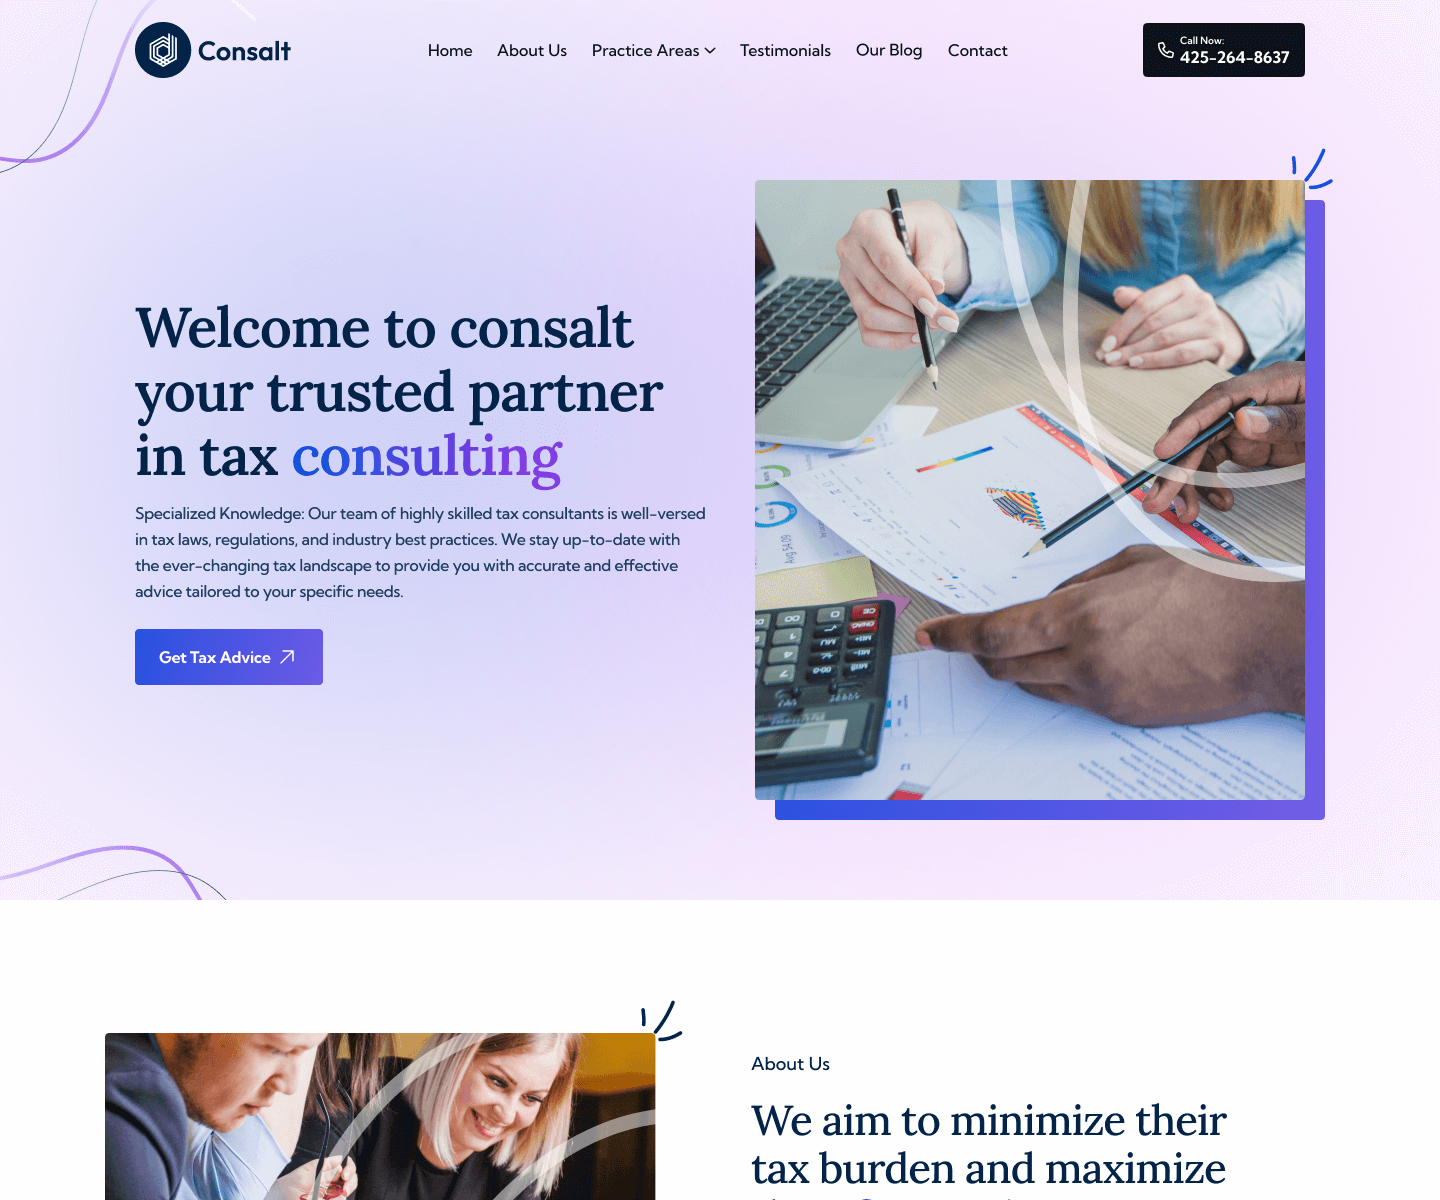 Consalt
Home About Us Practice Areas Testimonials Our Blog Contact
Call Now:
425-264-8637
Welcome to consalt
your trusted partner
in tax consulting
Specialized Knowledge: Our team of highly skilled tax consultants is well-versed
in tax laws, regulations, and industry best practices. We stay up-to-date with
the ever-changing tax landscape to provide you with accurate and effective
advice tailored to your specific needs.
Get Tax Advice
About Us
We aim to minimize their
tax burden and maximize